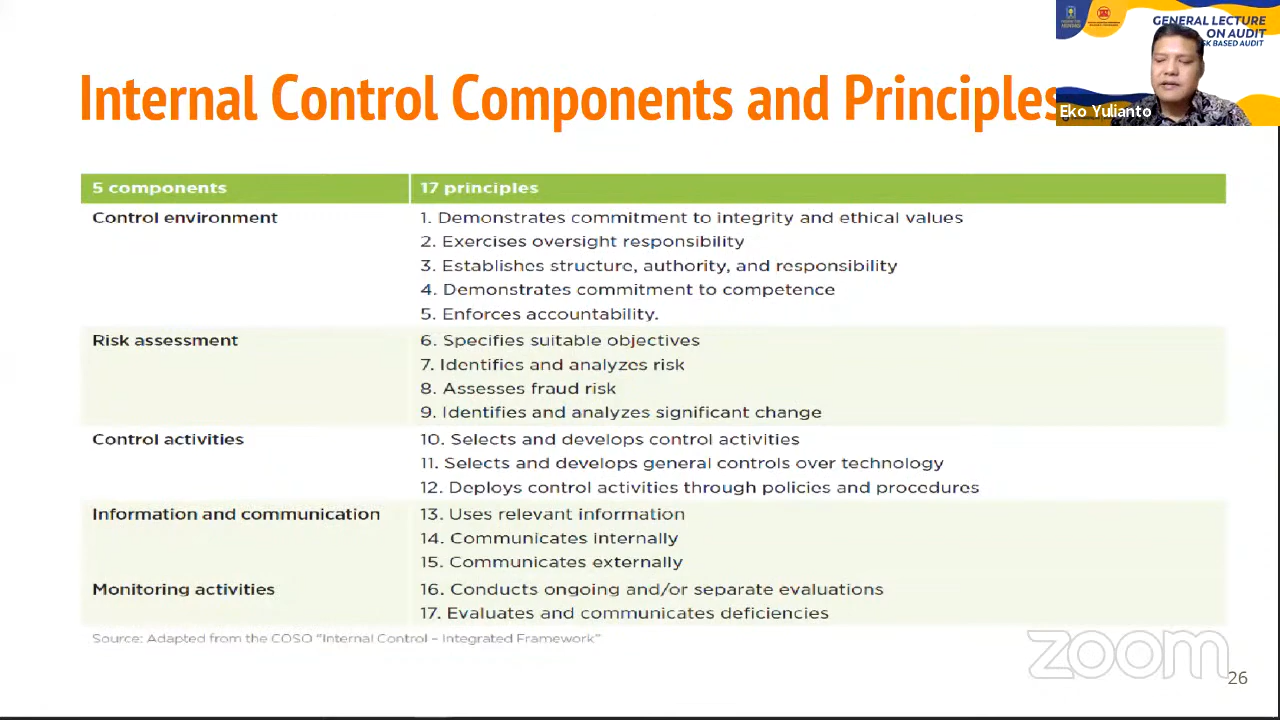 GENERAL LECTURE
ON AUDIT
BASED AUDIT
Eko Yulianto
Internal Control Components and Principles
5 components
17 principles
Control environment
1. Demonstrates commitment to integrity and ethical values
2. Exercises oversight responsibility
3. Establishes structure, authority, and responsibility
4. Demonstrates commitment to competence
5. Enforces accountability.
Risk assessment
6. Specifies suitable objectives
7. Identifies and analyzes risk
8. Assesses fraud risk
9. Identifies and analyzes significant change
Control activities
10. Selects and develops control activities
11. Selects and develops general controls over technology
12. Deploys control activities through policies and procedures
Information and communication
13. Uses relevant information
14. Communicates internally
15. Communicates externally
Monitoring activities
16. Conducts ongoing and/or separate evaluations
17. Evaluates and communicates deficiencies
Source: Adapted from the COSO "Internal Control – Integrated Framework"
zoom
26